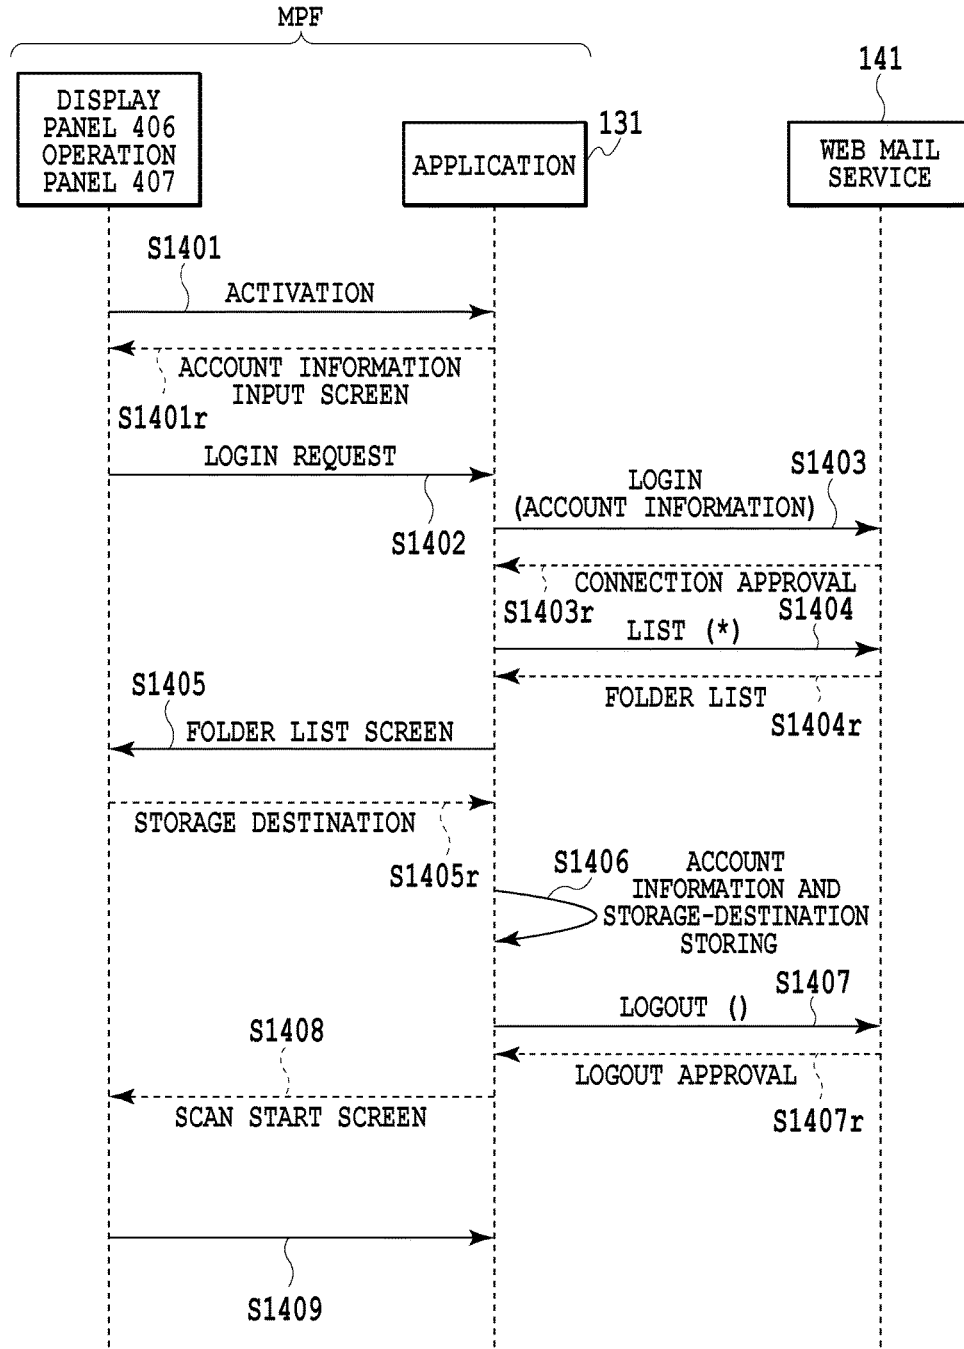 MPF
141
DISPLAY
PANEL 406
OPERATION
PANEL 407
131
APPLICATION
WEB MAIL
SERVICE
S1401
ACTIVATION
ACCOUNT INFORMATION
INPUT SCREEN
S1401r
LOGIN REQUEST
S1402
S1403
LOGIN
(ACCOUNT INFORMATION)
CONNECTION APPROVAL
S1403r
S1404
LIST (*)
FOLDER LIST
S1404r
S1405
FOLDER LIST SCREEN
STORAGE DESTINATION
S1405r
S1406
ACCOUNT
INFORMATION AND
STORAGE-DESTINATION
STORING
S1407
LOGOUT ()
LOGOUT APPROVAL
S1407r
S1408
SCAN START SCREEN
S1409